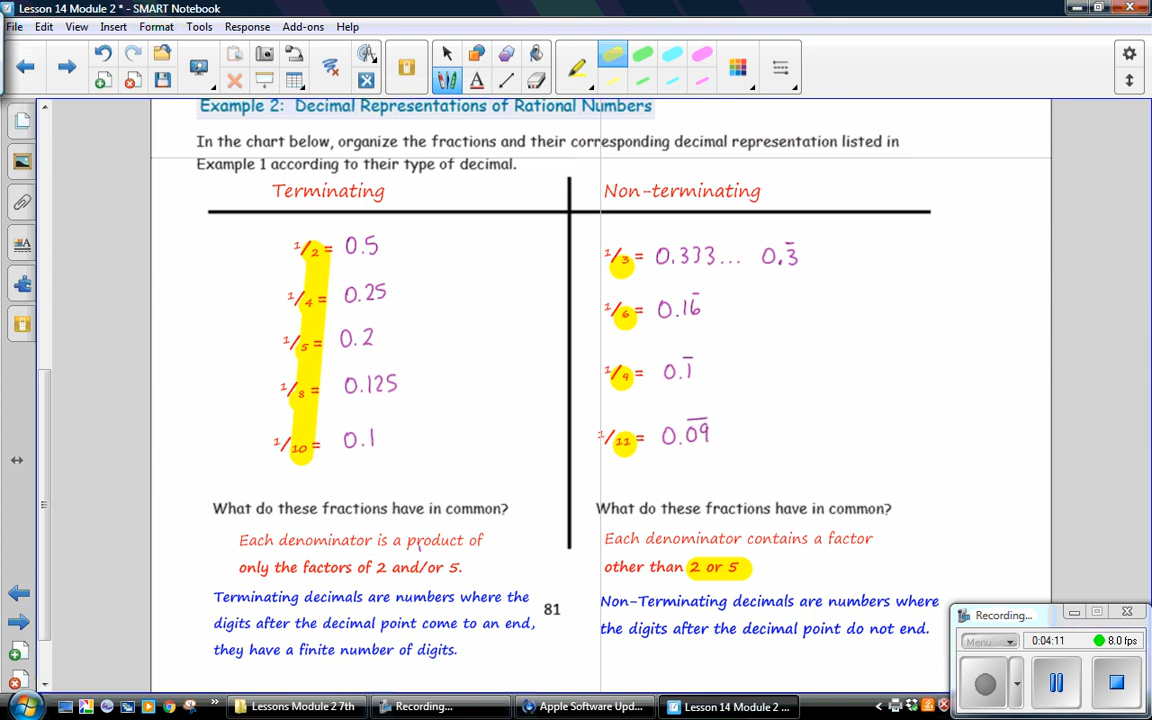 Lesson 14 Module 2 * - SMART Notebook
File Edit View Insert Format Tools Response Add-ons Help
Example 2: Decimal Representations of Rational Numbers
In the chart below, organize the fractions and their corresponding decimal representation listed in
Example 1 according to their type of decimal.
Terminating
1/2 = 0.5
1/4 = 0.25
1/5 = 0.2
1/8 = 0.125
1/10 = 0.1
What do these fractions have in common?
Each denominator is a product of
only the factors of 2 and/or 5.
Terminating decimals are numbers where the
digits after the decimal point come to an end,
they have a finite number of digits.
Non-terminating
1/3 = 0.333... 0.3̅
1/6 = 0.16̅
1/9 = 0.1̅
1/11 = 0.0̅9̅
What do these fractions have in common?
Each denominator contains a factor
other than 2 or 5
Non-Terminating decimals are numbers where
the digits after the decimal point do not end.
81
Recording...
Menu 0:04:11 8.0 fps
Lessons Module 2 7th Recording... Apple Software Upd... Lesson 14 Module 2 ... 7:20 AM